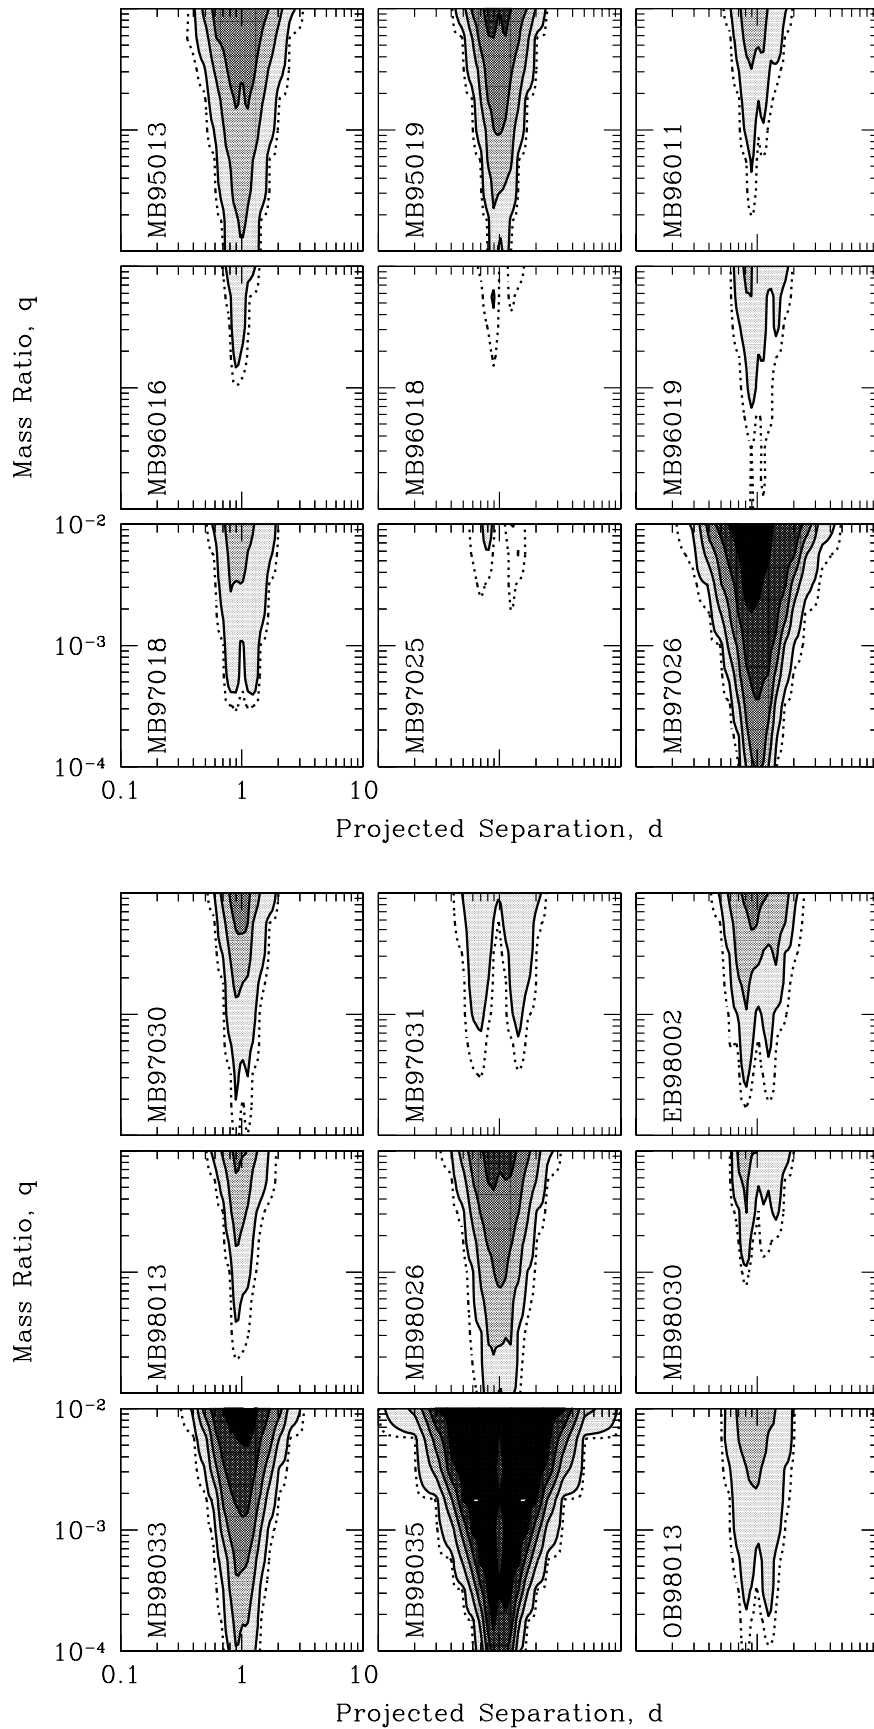 MB95013
MB95019
MB96011
Mass Ratio, q
MB96016
MB96018
MB96019
10⁻²
10⁻³
10⁻⁴
MB97018
MB97025
MB97026
0.1 1 10
Projected Separation, d
MB97030
MB97031
EB98002
Mass Ratio, q
MB98013
MB98026
MB98030
10⁻²
10⁻³
10⁻⁴
MB98033
MB98035
OB98013
0.1 1 10
Projected Separation, d